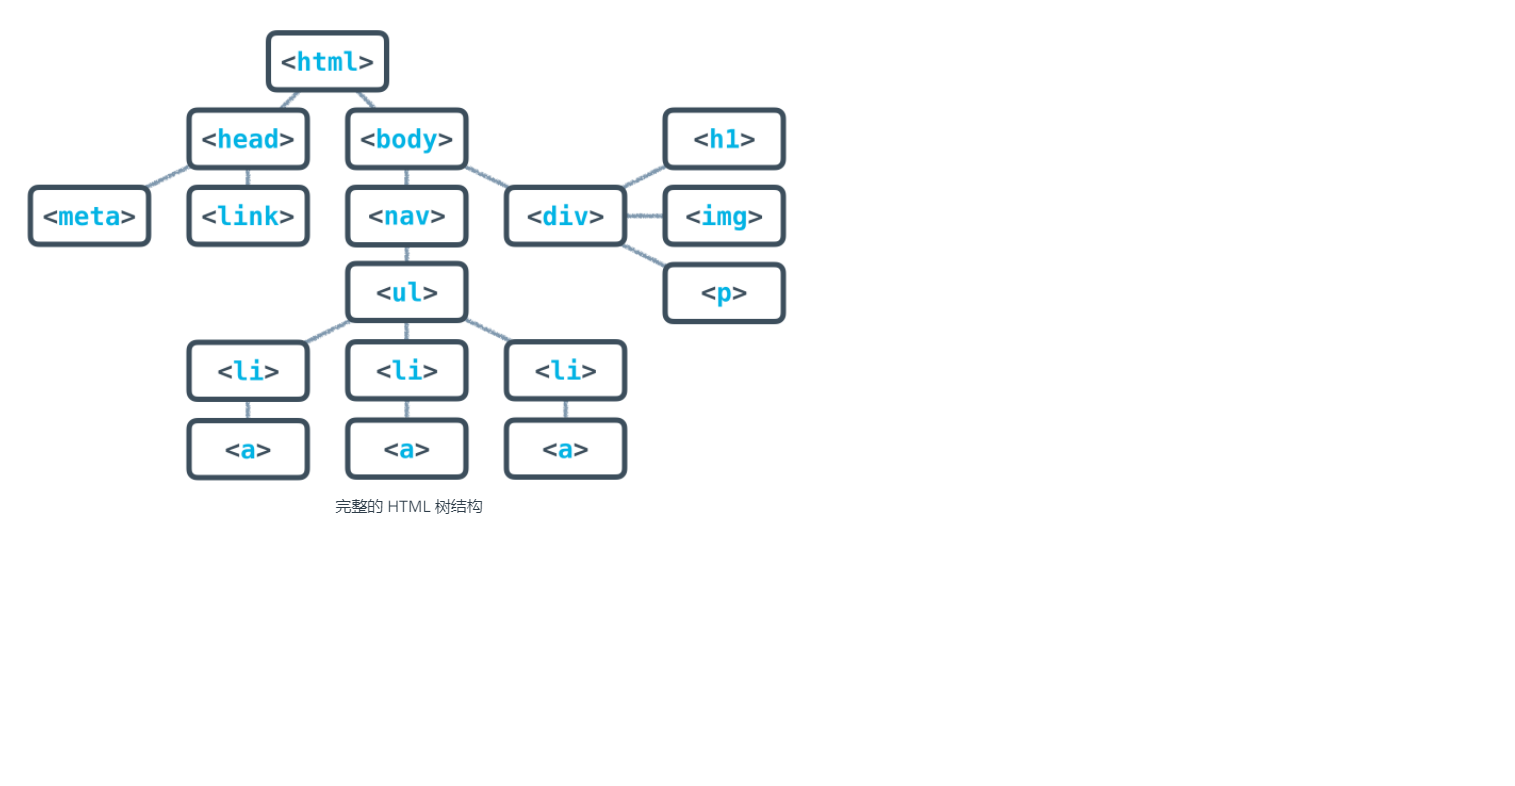 <html>
<head> <body> <h1>
<meta> <link> <nav> <div> <img>
<ul> <p>
<li> <li> <li>
<a> <a> <a>
完整的 HTML 树结构